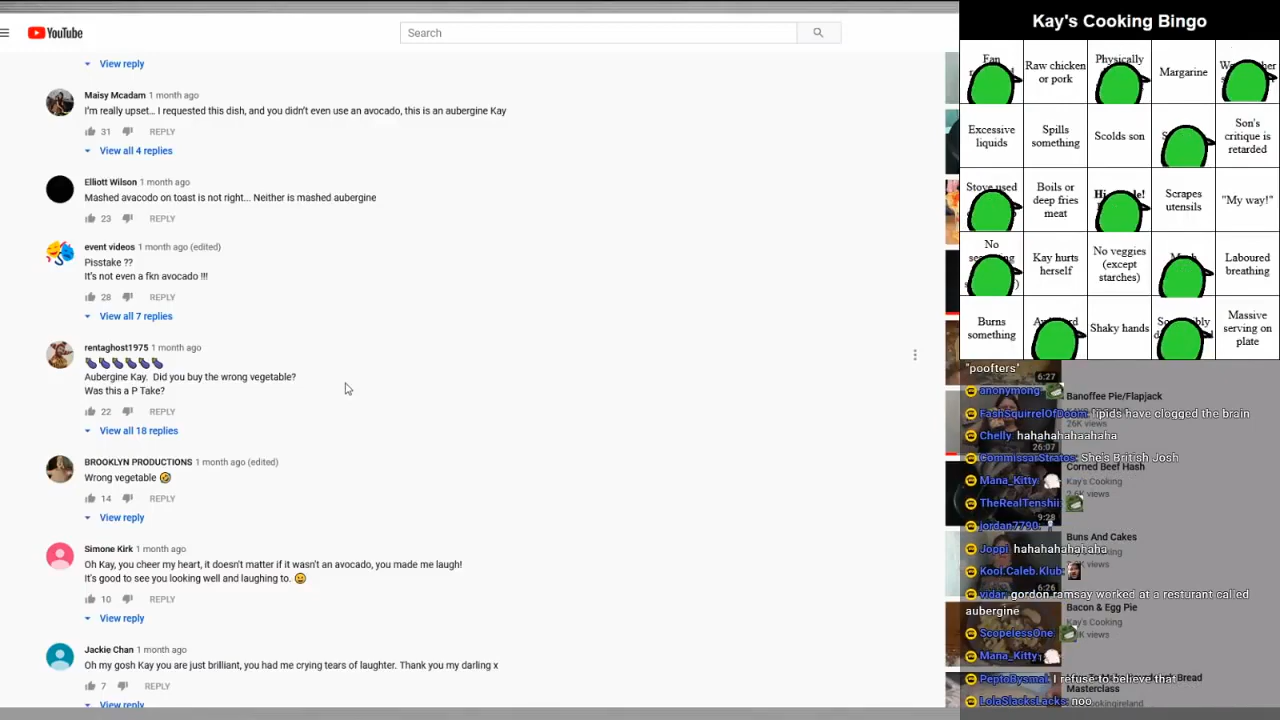 YouTube
Search
View reply
Maisy Mcadam 1 month ago
I'm really upset... I requested this dish, and you didn't even use an avocado, this is an aubergine Kay
31 REPLY
View all 4 replies
Elliott Wilson 1 month ago
Mashed avacodo on toast is not right... Neither is mashed aubergine
23 REPLY
event videos 1 month ago (edited)
Pisstake ??
It's not even a fkn avocado !!!
28 REPLY
View all 7 replies
rentaghost1975 1 month ago
🍆🍆🍆🍆🍆🍆
Aubergine Kay. Did you buy the wrong vegetable?
Was this a P Take?
22 REPLY
View all 18 replies
BROOKLYN PRODUCTIONS 1 month ago (edited)
Wrong vegetable 🤣
14 REPLY
View reply
Simone Kirk 1 month ago
Oh Kay, you cheer my heart, it doesn't matter if it wasn't an avocado, you made me laugh!
It's good to see you looking well and laughing to. 😀
10 REPLY
View reply
Jackie Chan 1 month ago
Oh my gosh Kay you are just brilliant, you had me crying tears of laughter. Thank you my darling x
7 REPLY
View reply
Kay's Cooking Bingo
Fan
Raw chicken
or pork
Physically
Margarine
Excessive
liquids
Spills
something
Scolds son
Son's
critique is
retarded
Stove used
Boils or
deep fries
meat
Scrapes
utensils
"My way!"
No
Kay hurts
herself
No veggies
(except
starches)
Laboured
breathing
Burns
something
Shaky hands
Massive
serving on
plate
"poofters"
6:27
anonymong:
Banoffee Pie/Flapjack
FashSquirrelOfDoom: lipids have clogged the brain
26K views
Chelly: hahahahahaahaha
26:07
CommissarStratos: She's British Josh
Corned Beef Hash
Mana_Kitty:
Kay's Cooking
2.6K views
TheRealTenshii:
9:28
jordan7790:
Buns And Cakes
Joppi: hahahahahahaha
Kool.Caleb.Klub:
6:26
vidar: gordon ramsay worked at a resturant called
aubergine
Bacon & Egg Pie
Kay's Cooking
ScopelessOne:
K views
Mana_Kitty:
PeptoBysmal: I refuse to believe that
Bread
Masterclass
LolaSlacksLacks: noo